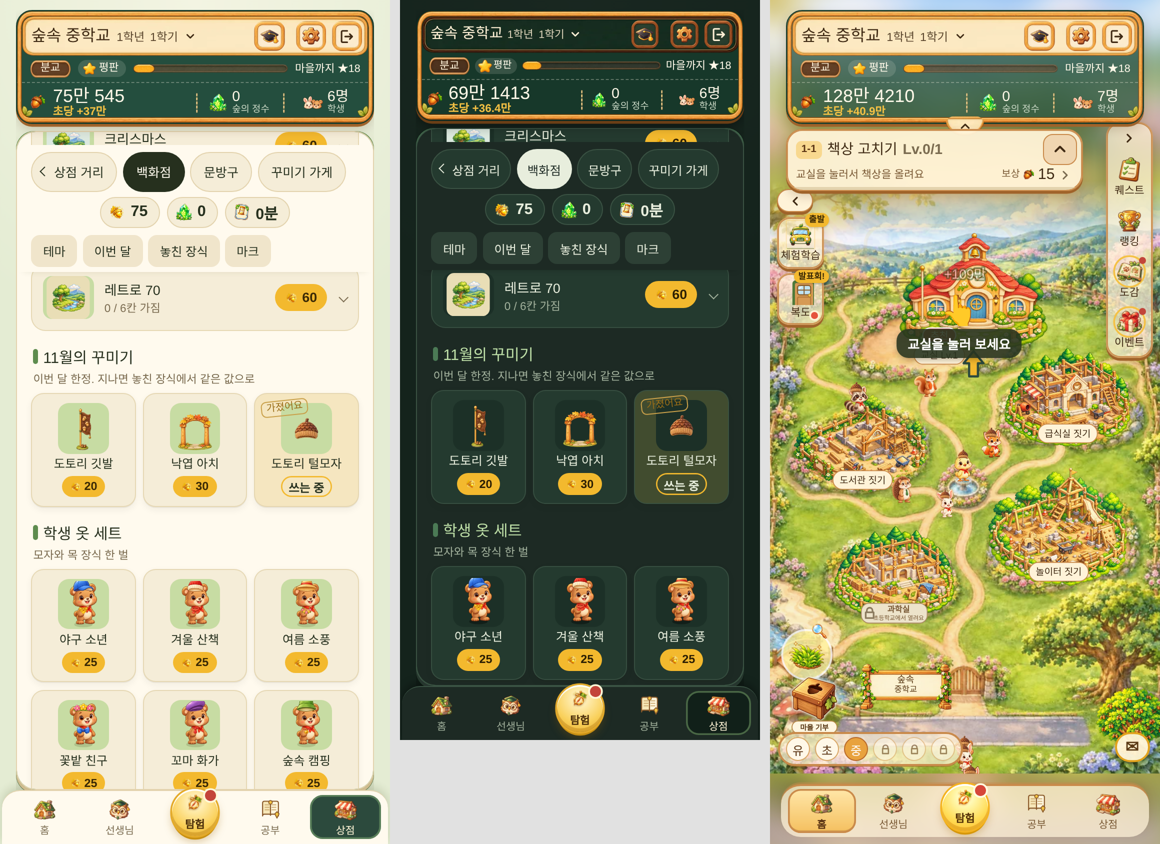 숲속 중학교 1학년 1학기
분교 평판 마을까지 ★18
75만 545
초당 +37만
0
숲의 정수
6명
학생
크리스마스
60
상점 거리 백화점 문방구 꾸미기 가게
75 0 0분
테마 이번 달 놓친 장식 마크
레트로 70
0 / 6칸 가짐
60
11월의 꾸미기
이번 달 한정. 지나면 놓친 장식에서 같은 값으로
가졌어요
도토리 깃발 낙엽 아치 도토리 털모자
20 30 쓰는 중
학생 옷 세트
모자와 목 장식 한 벌
야구 소년 겨울 산책 여름 소풍
25 25 25
꽃밭 친구 꼬마 화가 숲속 캠핑
25 25 25
홈 선생님 탐험 공부 상점
숲속 중학교 1학년 1학기
분교 평판 마을까지 ★18
69만 1413
초당 +36.4만
0
숲의 정수
6명
학생
크리스마스
60
상점 거리 백화점 문방구 꾸미기 가게
75 0 0분
테마 이번 달 놓친 장식 마크
레트로 70
0 / 6칸 가짐
60
11월의 꾸미기
이번 달 한정. 지나면 놓친 장식에서 같은 값으로
가졌어요
도토리 깃발 낙엽 아치 도토리 털모자
20 30 쓰는 중
학생 옷 세트
모자와 목 장식 한 벌
야구 소년 겨울 산책 여름 소풍
25 25 25
홈 선생님 탐험 공부 상점
숲속 중학교 1학년 1학기
분교 평판 마을까지 ★18
128만 4210
초당 +40.9만
0
숲의 정수
7명
학생
1-1 책상 고치기 Lv.0/1
교실을 눌러서 책상을 올려요 보상 15
퀘스트
랭킹
도감
이벤트
출발
체험학습
발표회!
복도
+109만
교실을 눌러 보세요
급식실 짓기
도서관 짓기
놀이터 짓기
과학실
숲속
중학교
마을 기부
유 초 중
홈 선생님 탐험 공부 상점